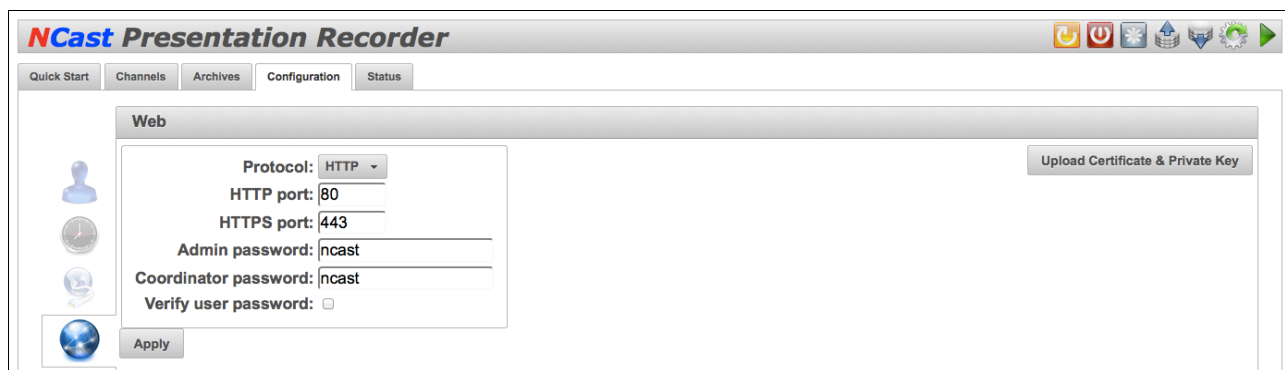 NCast Presentation Recorder
Quick Start Channels Archives Configuration Status
Web
Protocol: HTTP
Upload Certificate & Private Key
HTTP port: 80
HTTPS port: 443
Admin password: ncast
Coordinator password: ncast
Verify user password:
Apply